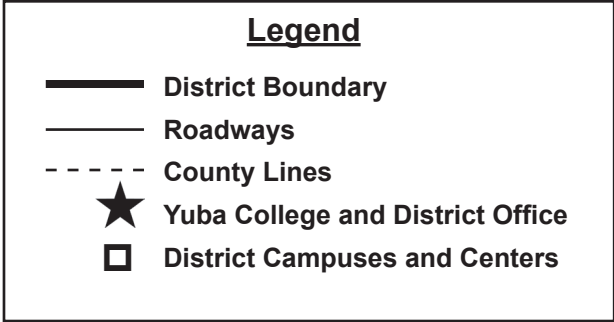 Legend
District Boundary
Roadways
County Lines
Yuba College and District Office
District Campuses and Centers